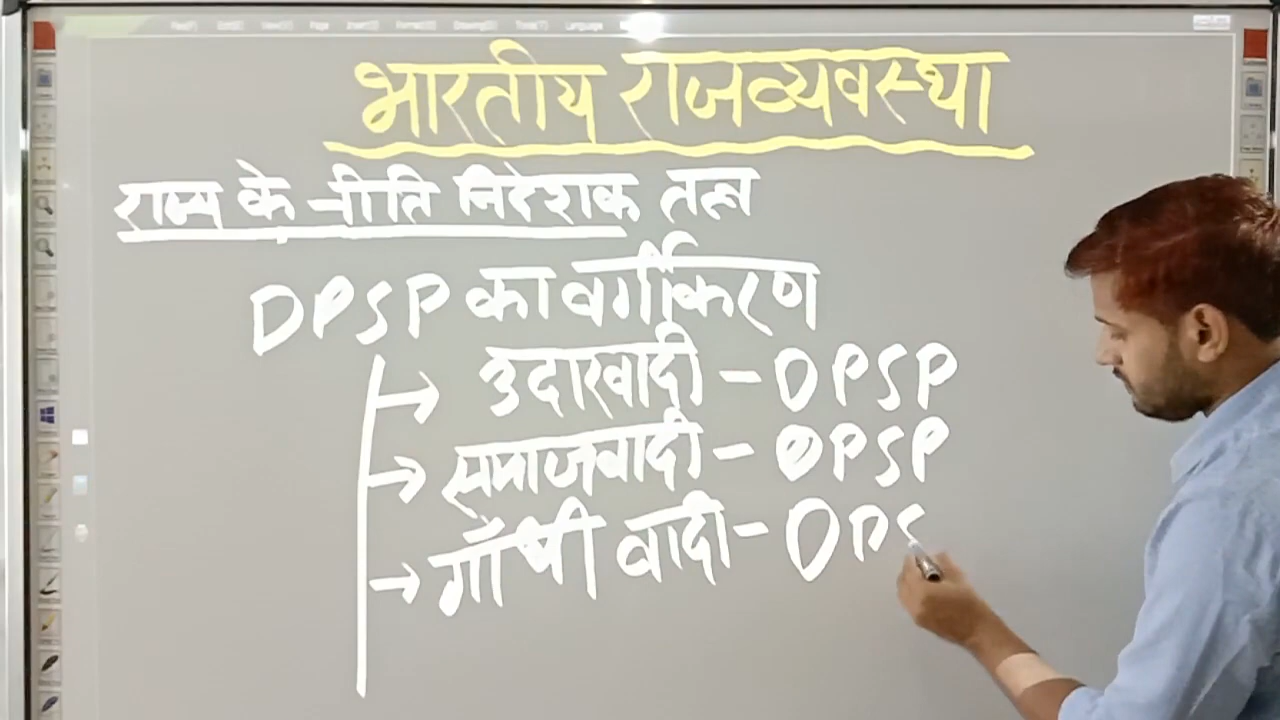 भारतीय राजव्यवस्था
राज्य के नीति निदेशक तत्व
DPSP का वर्गीकरण
→ उदारवादी - DPSP
→ समाजवादी - DPSP
→ गाँधी वादी - DPS